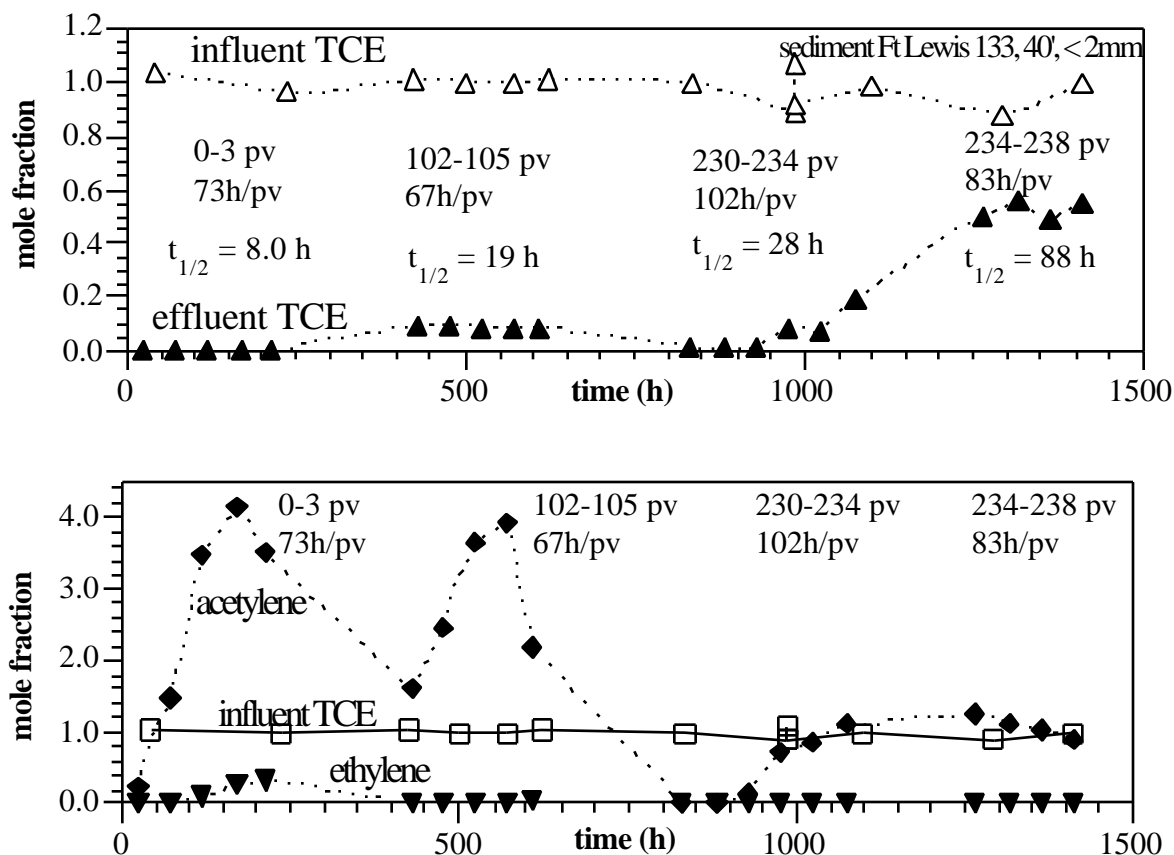 1.2
influent TCE
sediment Ft Lewis 133, 40', <2mm
1.0
0.8
0-3 pv
73h/pv
102-105 pv
67h/pv
230-234 pv
102h/pv
234-238 pv
83h/pv
0.6
mole fraction
0.4
t1/2 = 8.0 h
t1/2 = 19 h
t1/2 = 28 h
t1/2 = 88 h
0.2
effluent TCE
0.0
0
500
1000
1500
time (h)
4.0
0-3 pv
73h/pv
102-105 pv
67h/pv
230-234 pv
102h/pv
234-238 pv
83h/pv
3.0
acetylene
mole fraction
2.0
influent TCE
1.0
ethylene
0.0
0
500
1000
1500
time (h)